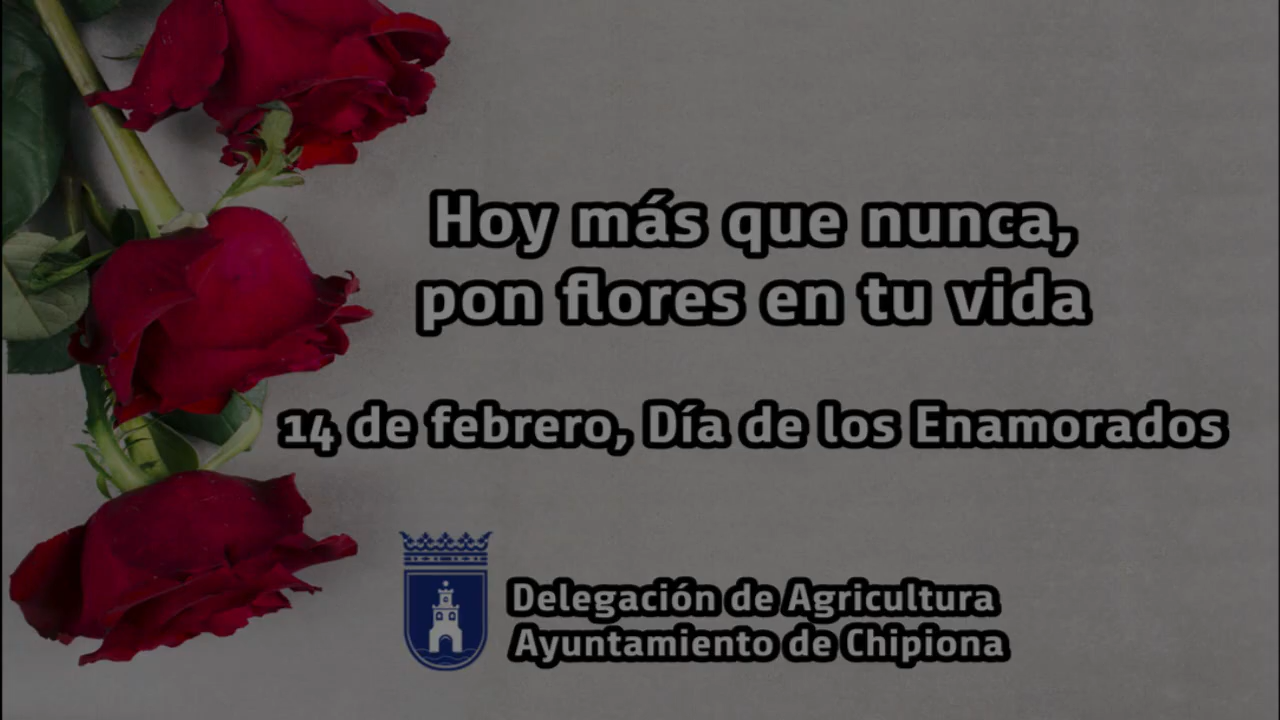 Hoy más que nunca,
pon flores en tu vida
14 de febrero, Día de los Enamorados
Delegación de Agricultura
Ayuntamiento de Chipiona